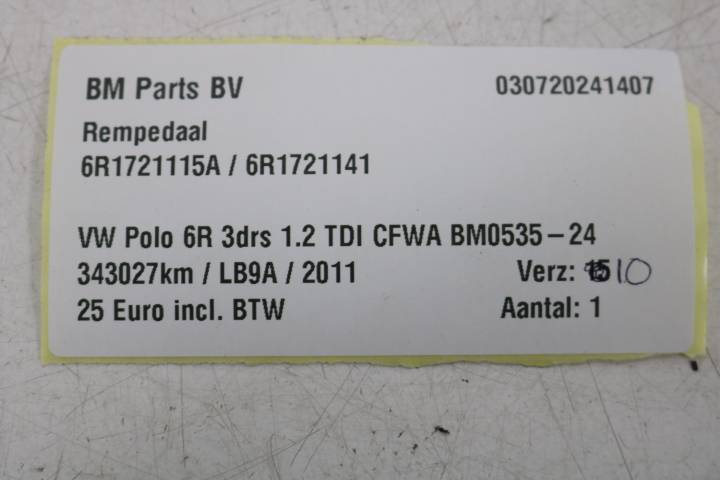 BM Parts BV 030720241407
Rempedaal
6R1721115A / 6R1721141
VW Polo 6R 3drs 1.2 TDI CFWA BM0535-24
343027km / LB9A / 2011 Verz: 10
25 Euro incl. BTW Aantal: 1